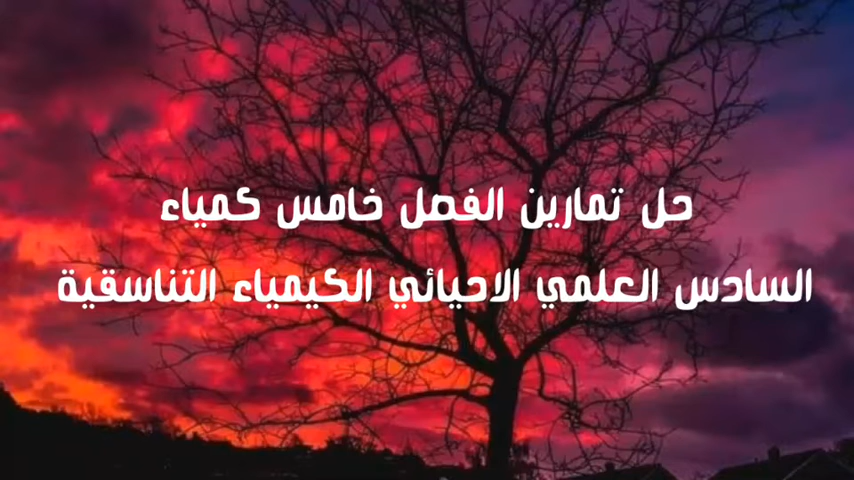 حل تمارين الفصل خامس كمياء
السادس العلمي الاحيائي الكيمياء التناسقية